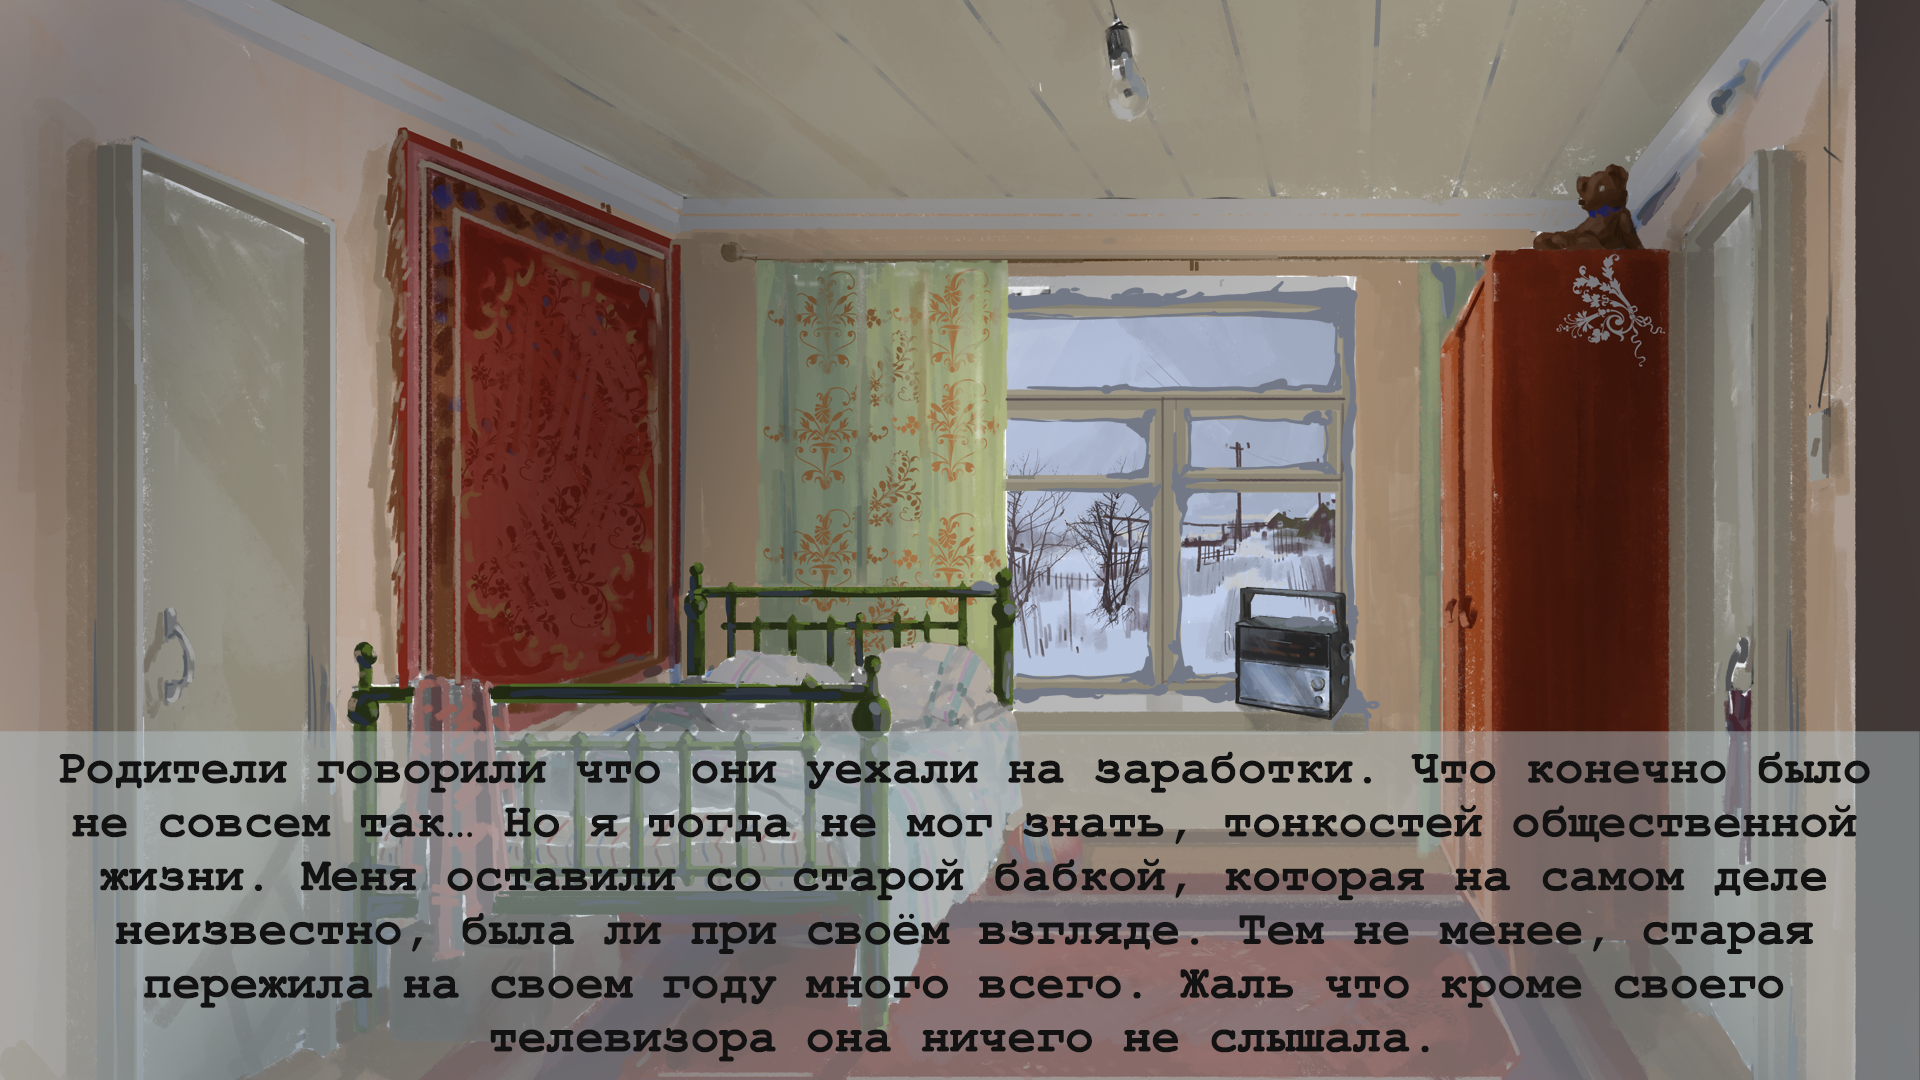 Родители говорили что они уехали на заработки. Что конечно было
не совсем так… Но я тогда не мог знать, тонкостей общественной
жизни. Меня оставили со старой бабкой, которая на самом деле
неизвестно, была ли при своём взгляде. Тем не менее, старая
пережила на своем году много всего. Жаль что кроме своего
телевизора она ничего не слышала.